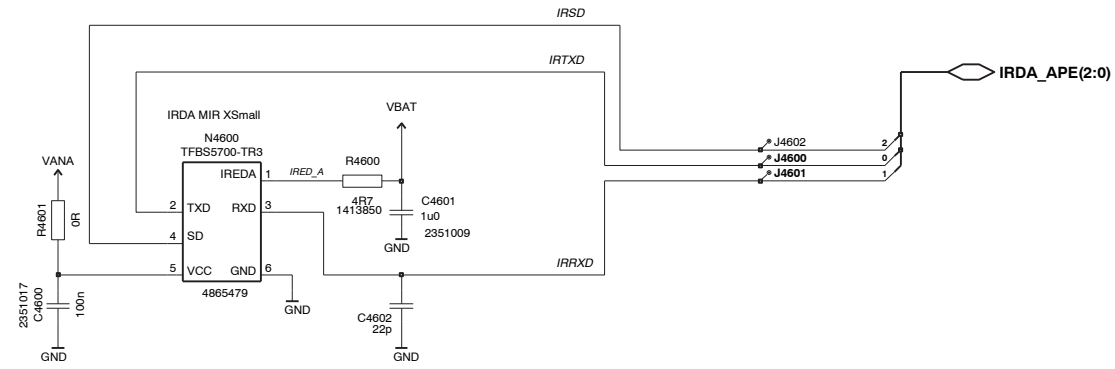 IRSD
IRTXD
IRDA_APE(2:0)
IRDA MIR XSmall
VBAT
N4600
TFBS5700-TR3
J4602 2
J4600 0
J4601 1
VANA
R4600
IREDA 1 IRED_A
4R7
1413850
C4601
1u0
2351009
R4601
0R
2 TXD RXD 3
4 SD
GND
IRRXD
5 VCC GND 6
4865479
GND
2351017
C4600
100n
C4602
22p
GND
GND